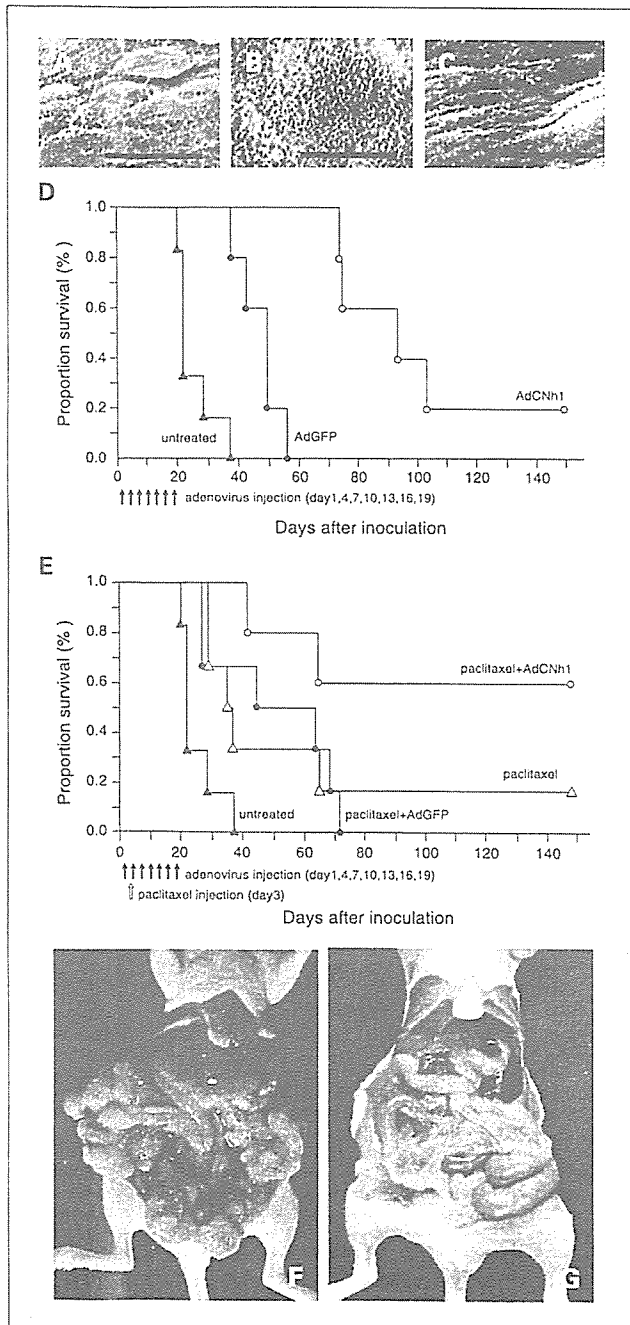 A B C
D
Proportion survival (%)
1.0
0.8
0.6
0.4
0.2
0.0
untreated
AdGFP
AdCNh1
0 20 40 60 80 100 120 140
adenovirus injection (day1,4,7,10,13,16,19)
Days after inoculation
E
Proportion survival (%)
1.0
0.8
0.6
0.4
0.2
0.0
paclitaxel+AdCNh1
paclitaxel
untreated
paclitaxel+AdGFP
0 20 40 60 80 100 120 140
adenovirus injection (day1,4,7,10,13,16,19)
paclitaxel injection (day3)
Days after inoculation
F G